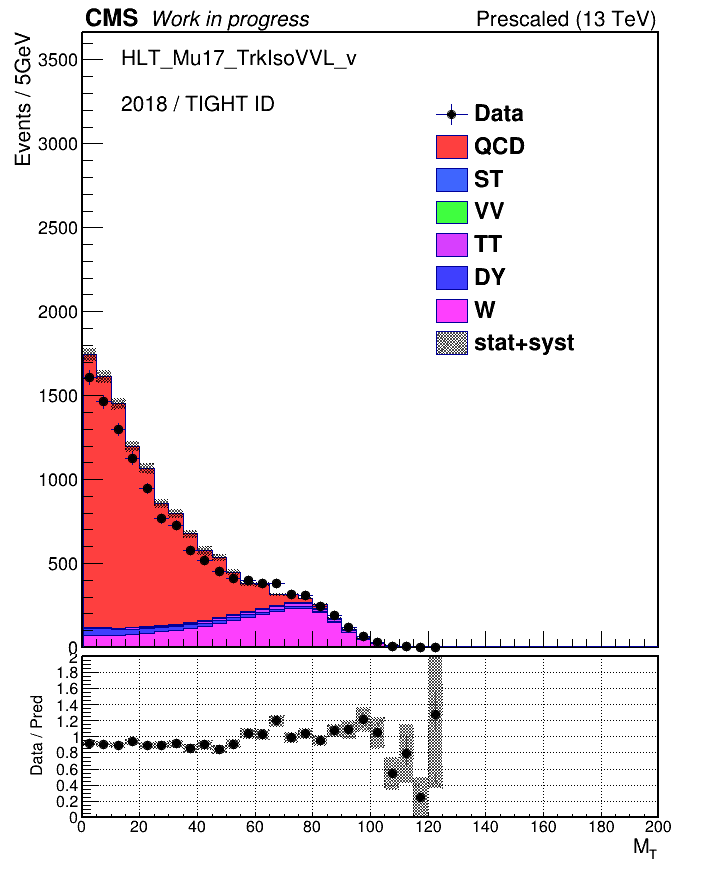 CMS Work in progress Prescaled (13 TeV)
Events / 5GeV
HLT_Mu17_TrkIsoVVL_v
2018 / TIGHT ID
Data
QCD
ST
VV
TT
DY
W
stat+syst
3500
3000
2500
2000
1500
1000
500
0
Data / Pred
2
1.8
1.6
1.4
1.2
1
0.8
0.6
0.4
0.2
0
0 20 40 60 80 100 120 140 160 180 200
M_T